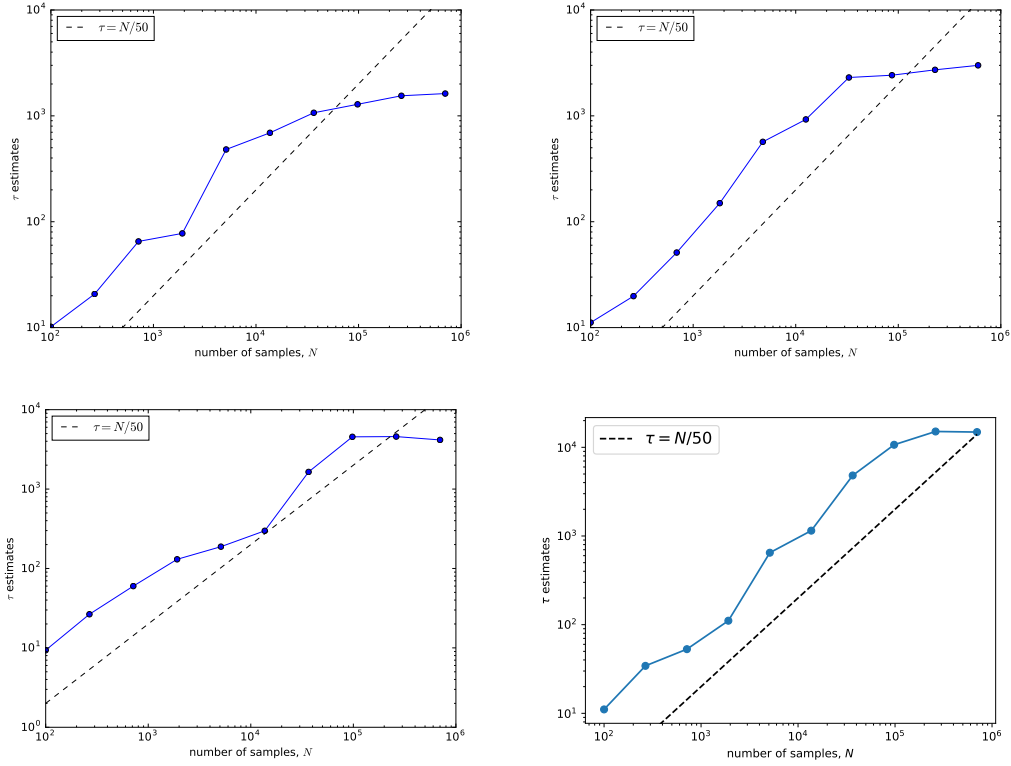 τ = N/50
τ estimates
10^4
10^3
10^2
10^1
10^2 10^3 10^4 10^5 10^6
number of samples, N
τ = N/50
τ estimates
10^4
10^3
10^2
10^1
10^2 10^3 10^4 10^5 10^6
number of samples, N
τ = N/50
τ estimates
10^4
10^3
10^2
10^1
10^0
10^2 10^3 10^4 10^5 10^6
number of samples, N
τ = N/50
τ estimates
10^4
10^3
10^2
10^1
10^2 10^3 10^4 10^5 10^6
number of samples, N